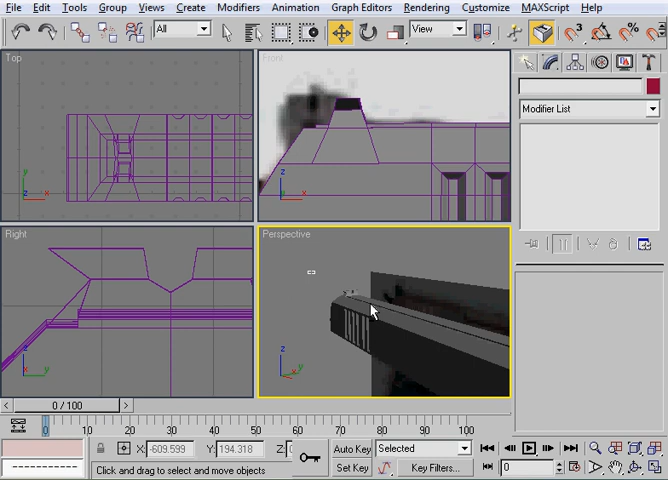 File Edit Tools Group Views Create Modifiers Animation Graph Editors Rendering Customize MAXScript Help
All View
Top
Front
Modifier List
y
z x
z
x
Right
Perspective
z
y
z
y
x
< 0 / 100 >
0 10 20 30 40 50 60 70 80 90 100
X: -609.599 Y: 194.318 Z: Auto Key Selected
Click and drag to select and move objects Set Key Key Filters... 0